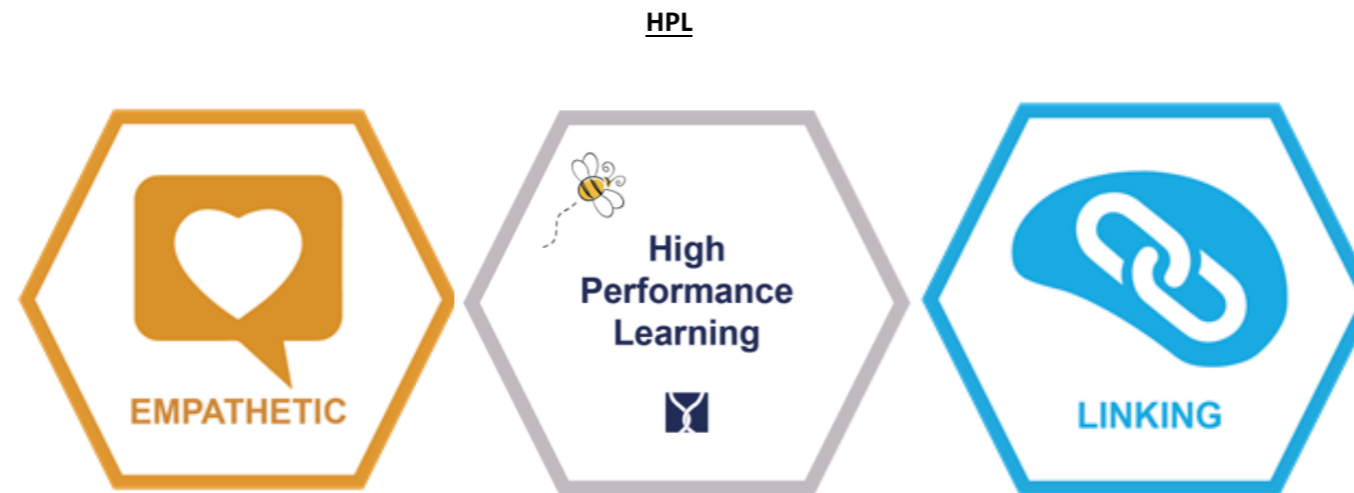 HPL
EMPATHETIC
High
Performance
Learning
LINKING